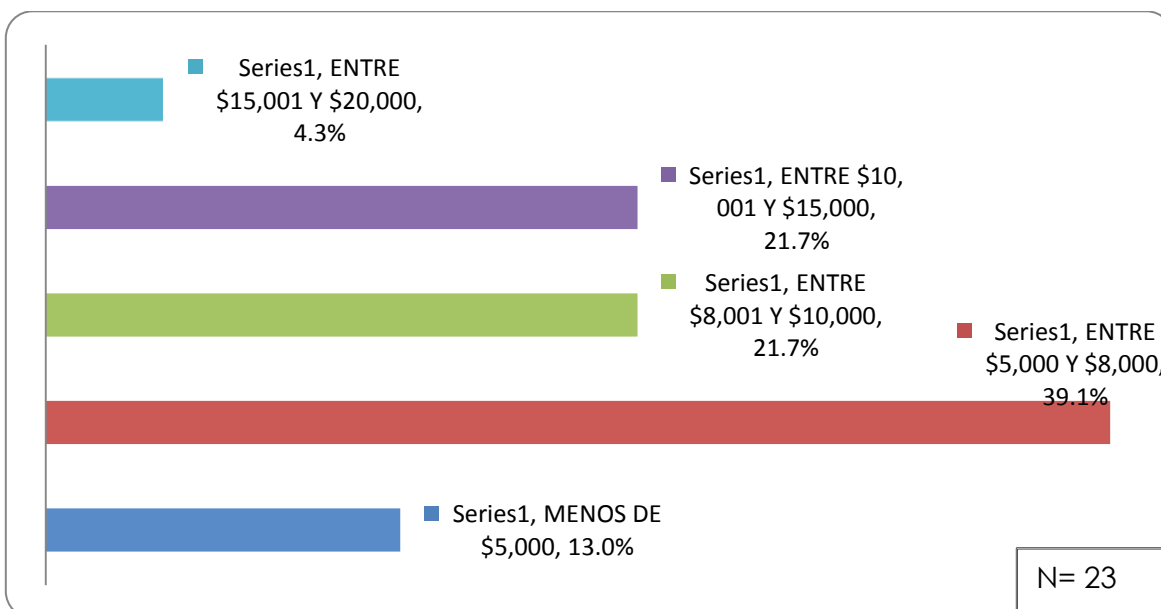 Series1, ENTRE
$15,001 Y $20,000,
4.3%
Series1, ENTRE $10,
001 Y $15,000,
21.7%
Series1, ENTRE
$8,001 Y $10,000,
21.7%
Series1, ENTRE
$5,000 Y $8,000,
39.1%
Series1, MENOS DE
$5,000, 13.0%
N= 23